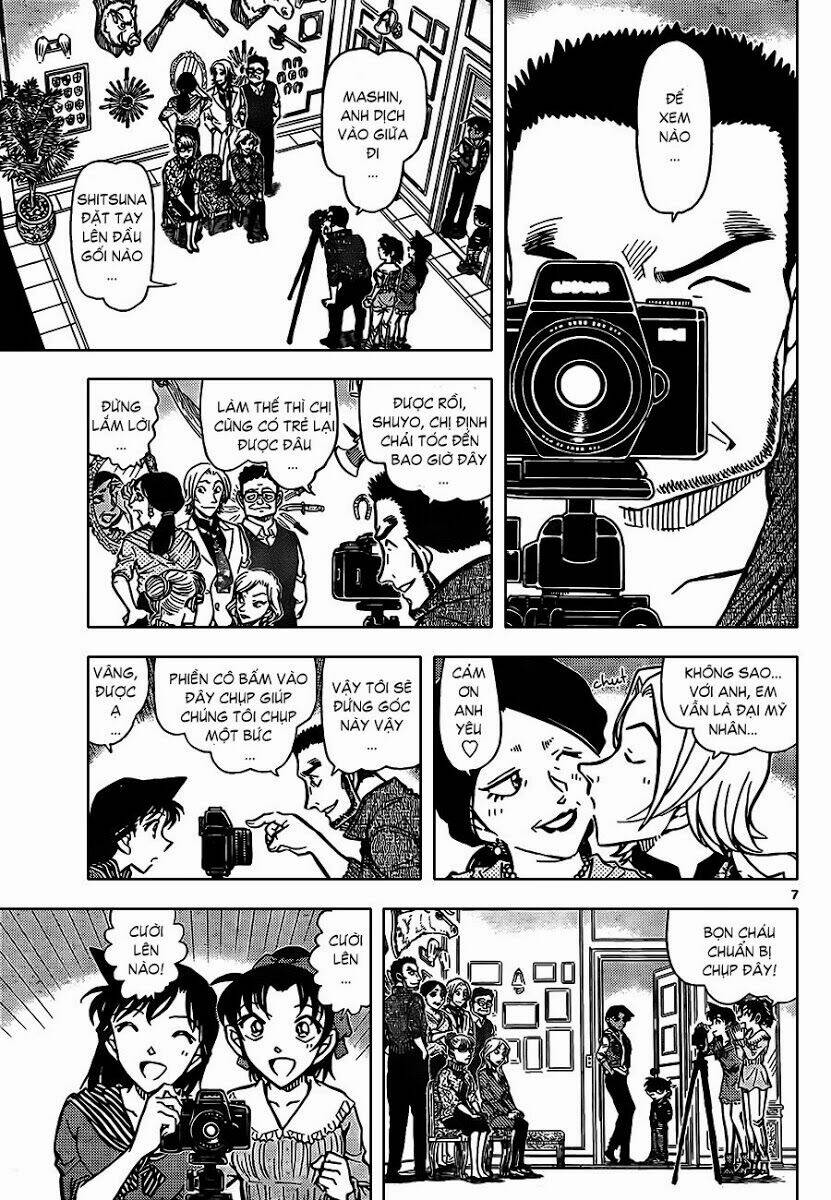 ĐỂ
XEM
NÀO
...
MASHIN,
ANH DỊCH
VÀO GIỮA
ĐI
...
SHITSUNA
ĐẶT TAY
LÊN ĐẦU
GỐI NÀO
...
ĐƯỢC RỒI,
SHUYO, CHỊ ĐỊNH
CHẢI TÓC ĐẾN
BAO GIỜ ĐÂY
...
LÀM THẾ THÌ CHỊ
CŨNG CÓ TRẺ LẠI
ĐƯỢC ĐÂU
...
ĐỪNG
LẮM LỜI
...
KHÔNG SAO...
VỚI ANH, EM
VẪN LÀ ĐẠI MỸ
NHÂN...
chụt
CẢM
ƠN
ANH
YÊU
♡
VẬY TÔI SẼ
ĐỨNG GÓC
NÀY VẬY
...
PHIỀN CÔ BẤM VÀO
ĐÂY CHỤP GIÚP
CHÚNG TÔI CHỤP
MỘT BỨC
...
VÂNG,
ĐƯỢC
Ạ
...
7
BỌN CHÁU
CHUẨN BỊ
CHỤP ĐÂY!
CƯỜI
LÊN
...
CƯỜI
LÊN
NÀO!